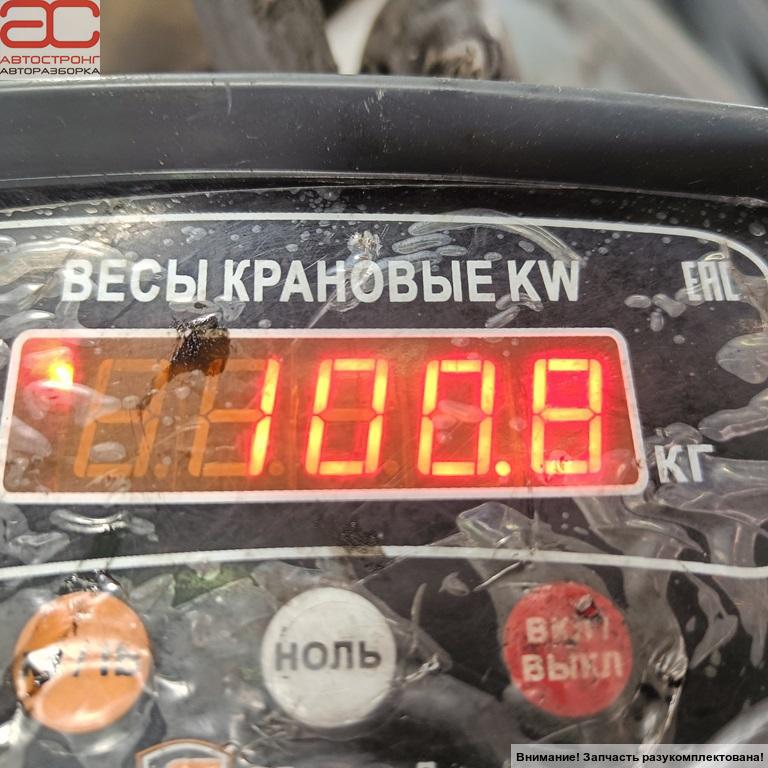 АС
АВТОСТРОНГ
АВТОРАЗБОРКА
ВЕСЫ КРАНОВЫЕ KW
EAC
100.8
КГ
НОЛЬ
ВКЛ/
ВЫКЛ
Внимание! Запчасть разукомплектована!